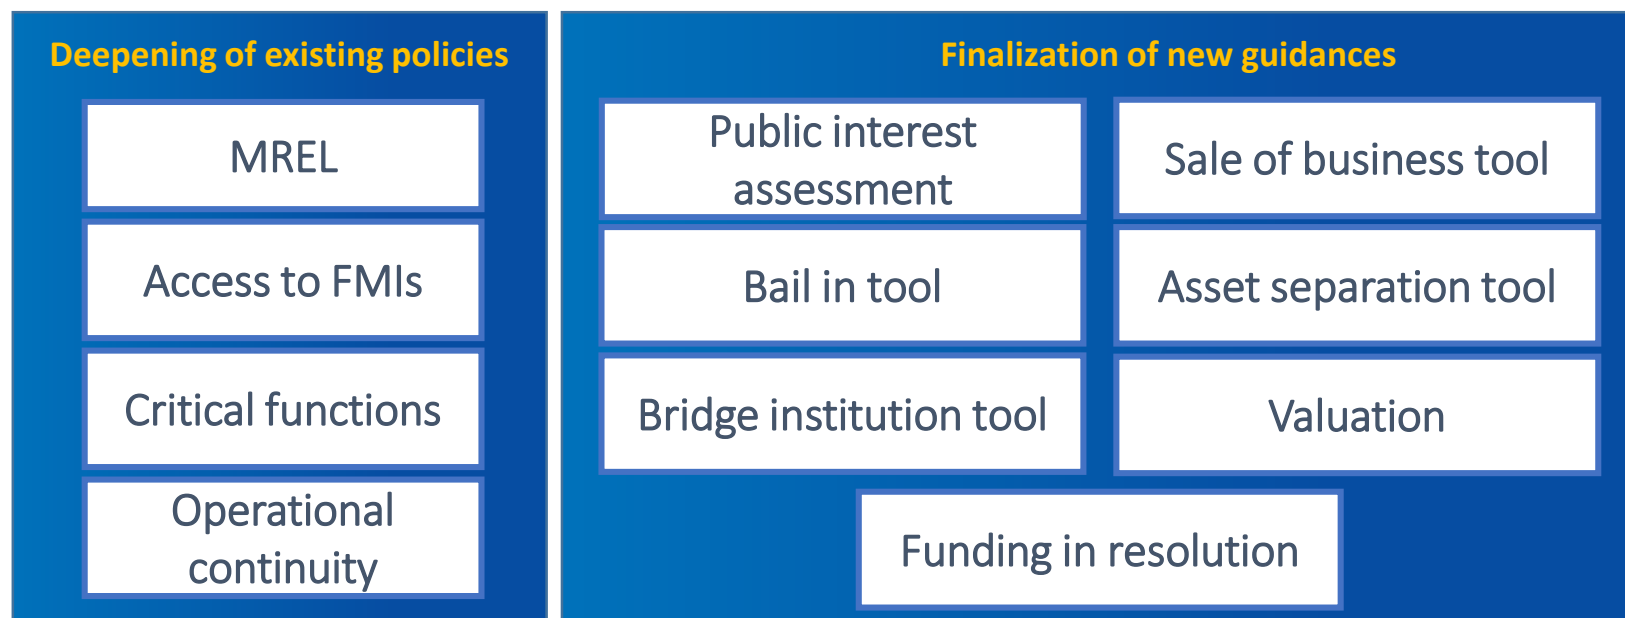 Deepening of existing policies
MREL
Access to FMIs
Critical functions
Operational
continuity
Finalization of new guidances
Public interest
assessment
Sale of business tool
Bail in tool
Asset separation tool
Bridge institution tool
Valuation
Funding in resolution